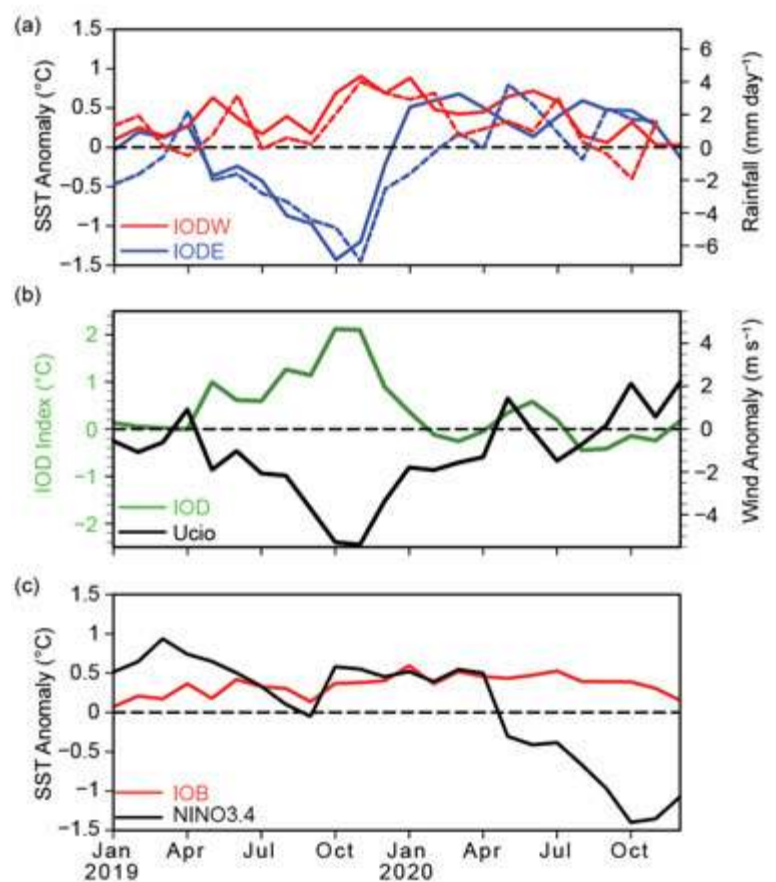 (a)
1.5
1
0.5
0
−0.5
−1
−1.5
SST Anomaly (°C)
6
4
2
0
−2
−4
−6
Rainfall (mm day⁻¹)
IODW
IODE
(b)
2
1
0
−1
−2
IOD Index (°C)
4
2
0
−2
−4
Wind Anomaly (m s⁻¹)
IOD
Ucio
(c)
1.5
1
0.5
0
−0.5
−1
−1.5
SST Anomaly (°C)
IOB
NINO3.4
Jan Apr Jul Oct Jan Apr Jul Oct
2019 2020